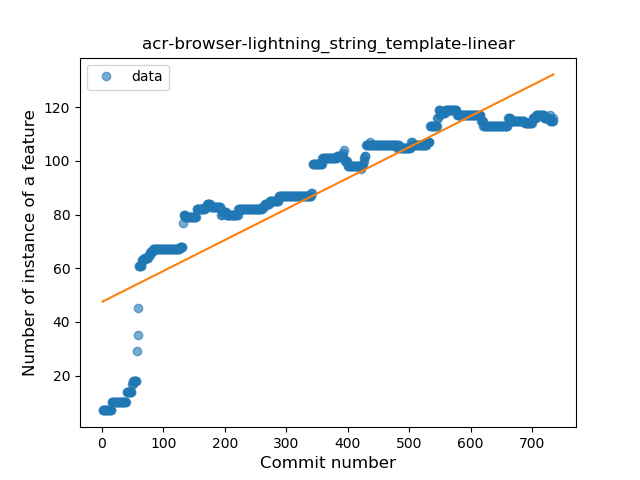 acr-browser-lightning_string_template-linear
data
Number of instance of a feature
120
100
80
60
40
20
0 100 200 300 400 500 600 700
Commit number